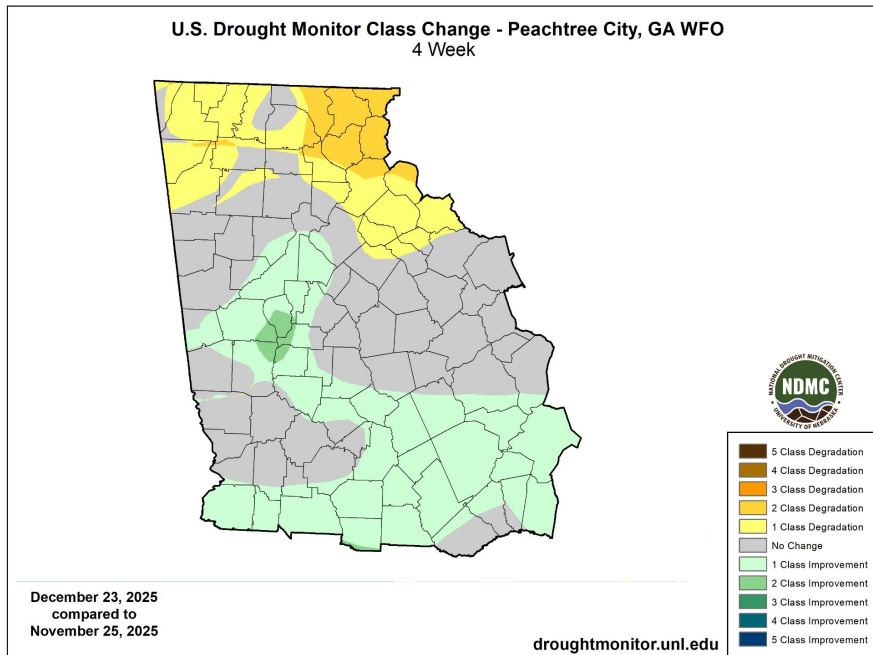 U.S. Drought Monitor Class Change - Peachtree City, GA WFO
4 Week
NATIONAL DROUGHT MITIGATION CENTER
NDMC
UNIVERSITY OF NEBRASKA
5 Class Degradation
4 Class Degradation
3 Class Degradation
2 Class Degradation
1 Class Degradation
No Change
1 Class Improvement
2 Class Improvement
3 Class Improvement
4 Class Improvement
5 Class Improvement
December 23, 2025
compared to
November 25, 2025
droughtmonitor.unl.edu